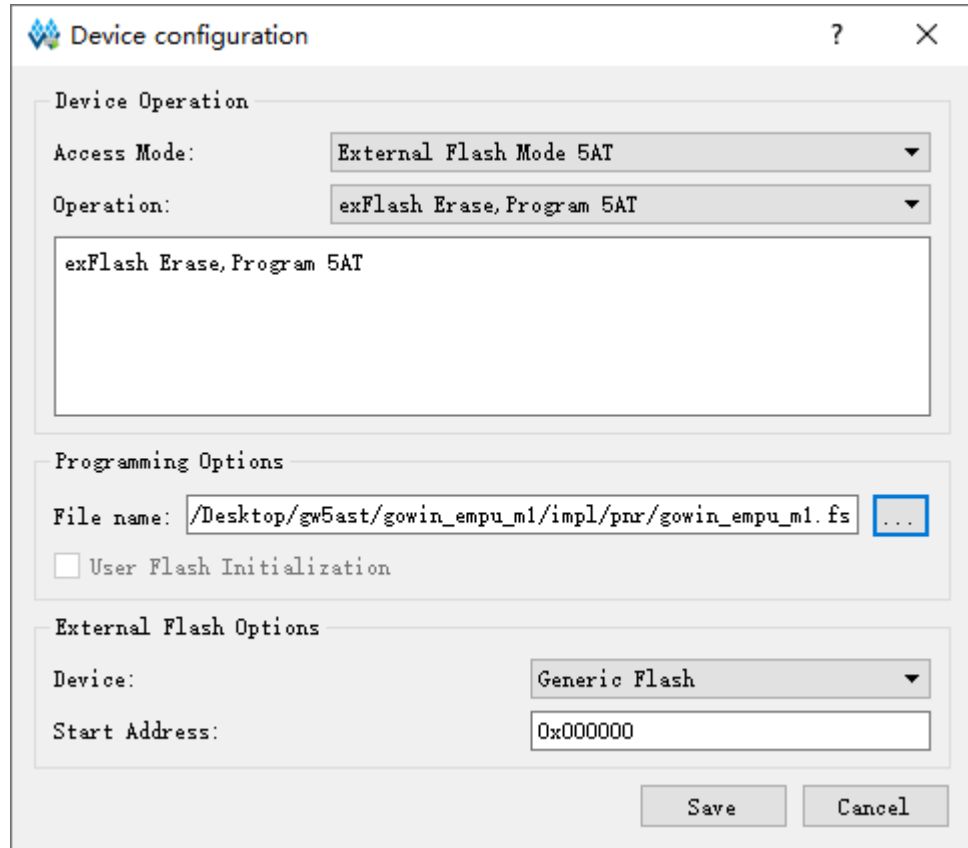 Device configuration ?
Device Operation
Access Mode: External Flash Mode 5AT
Operation: exFlash Erase,Program 5AT
exFlash Erase,Program 5AT
Programming Options
File name: /Desktop/gw5ast/gowin_empu_m1/impl/pnr/gowin_empu_m1.fs ...
User Flash Initialization
External Flash Options
Device: Generic Flash
Start Address: 0x000000
Save Cancel